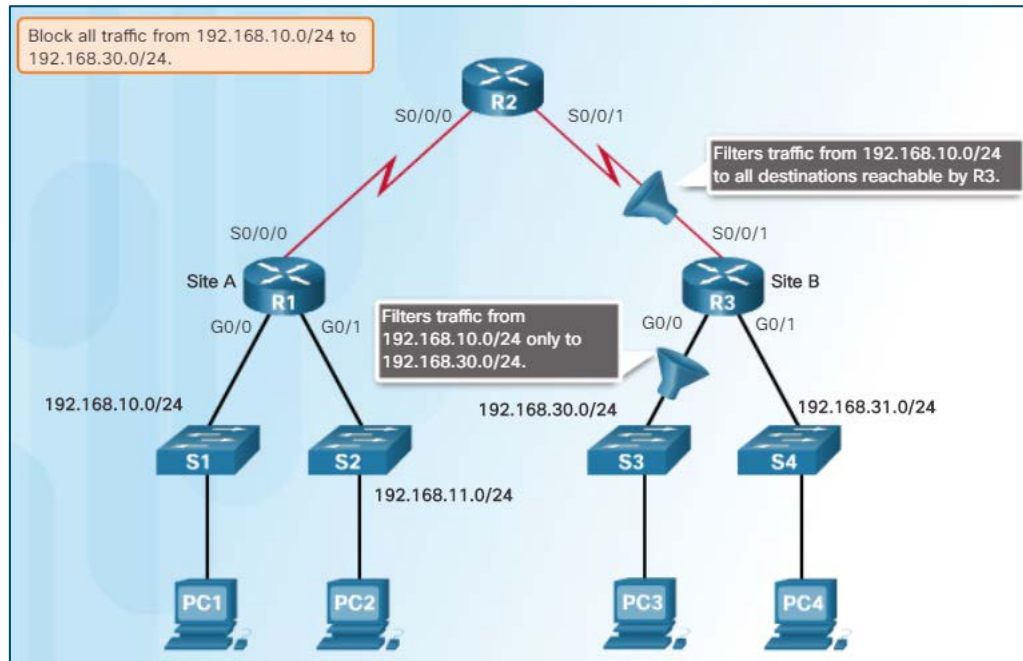 Block all traffic from 192.168.10.0/24 to
192.168.30.0/24.
R2
S0/0/0
S0/0/1
Filters traffic from 192.168.10.0/24
to all destinations reachable by R3.
S0/0/0
S0/0/1
Site A
R1
R3
Site B
G0/0
G0/1
Filters traffic from
192.168.10.0/24 only to
192.168.30.0/24.
G0/0
G0/1
192.168.10.0/24
192.168.30.0/24
192.168.31.0/24
S1
S2
S3
S4
192.168.11.0/24
PC1
PC2
PC3
PC4